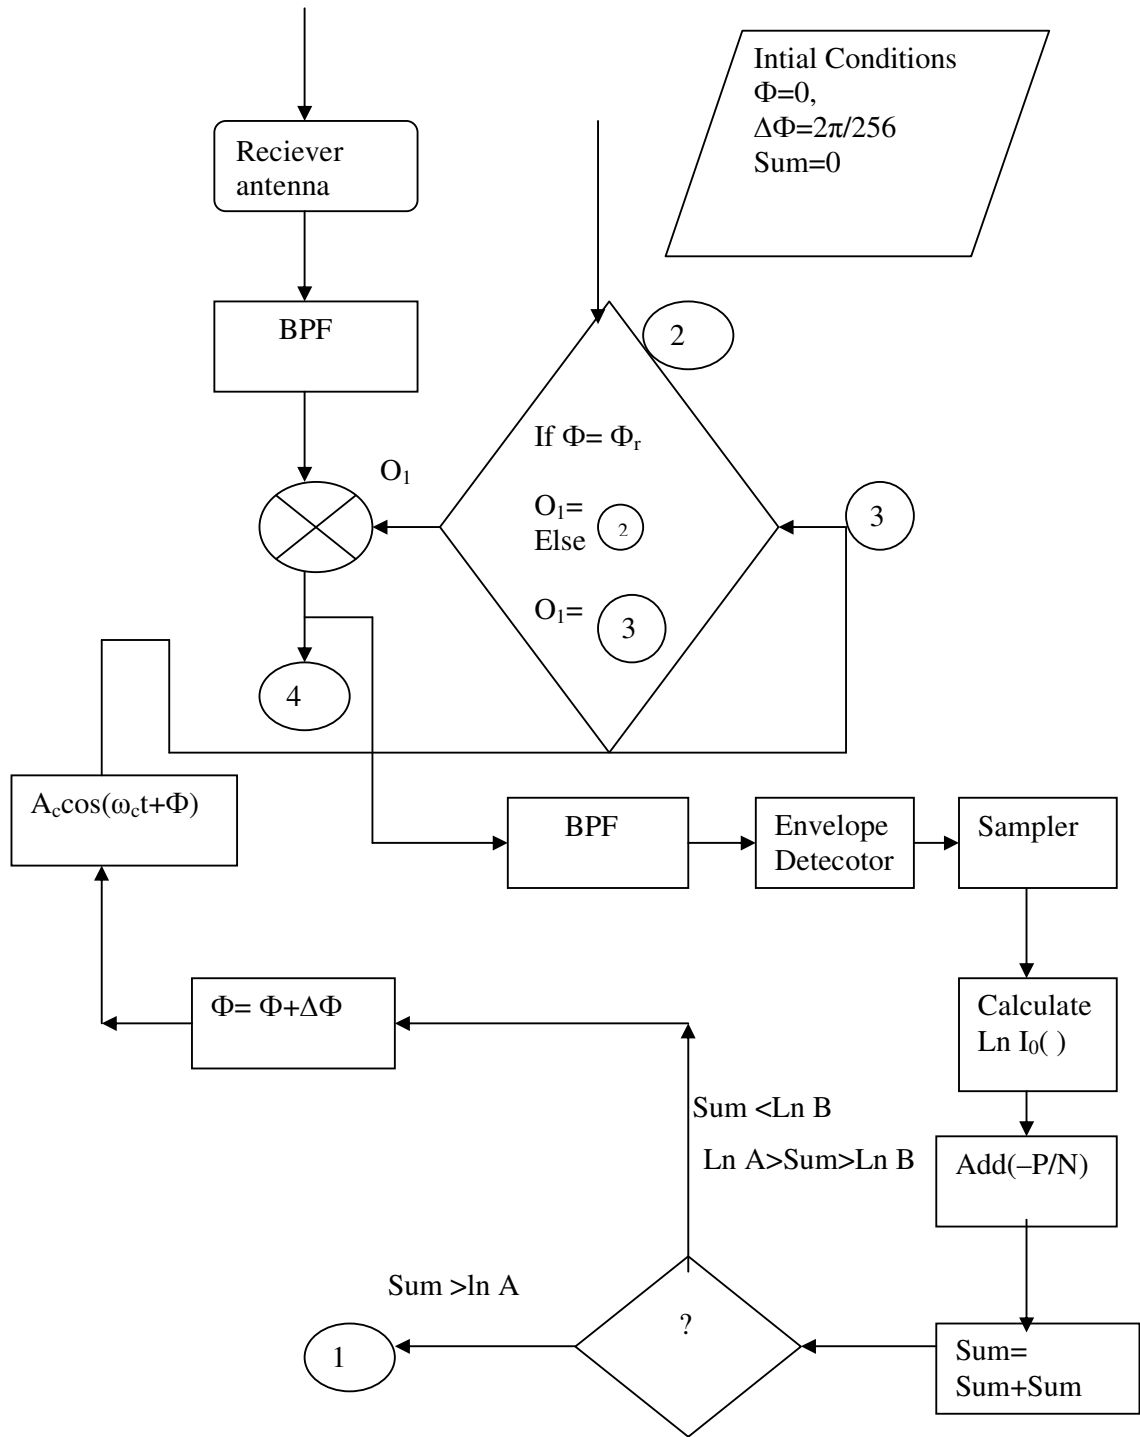 Intial Conditions
Φ=0,
ΔΦ=2π/256
Sum=0
Reciever
antenna
BPF
2
If Φ= Φr
O1
O1=
2
Else
3
O1=
3
4
Accos(ωct+Φ)
BPF
Envelope
Detecotor
Sampler
Φ= Φ+ΔΦ
Calculate
Ln I0( )
Sum <Ln B
Ln A>Sum>Ln B
Add(–P/N)
Sum >ln A
?
1
Sum=
Sum+Sum